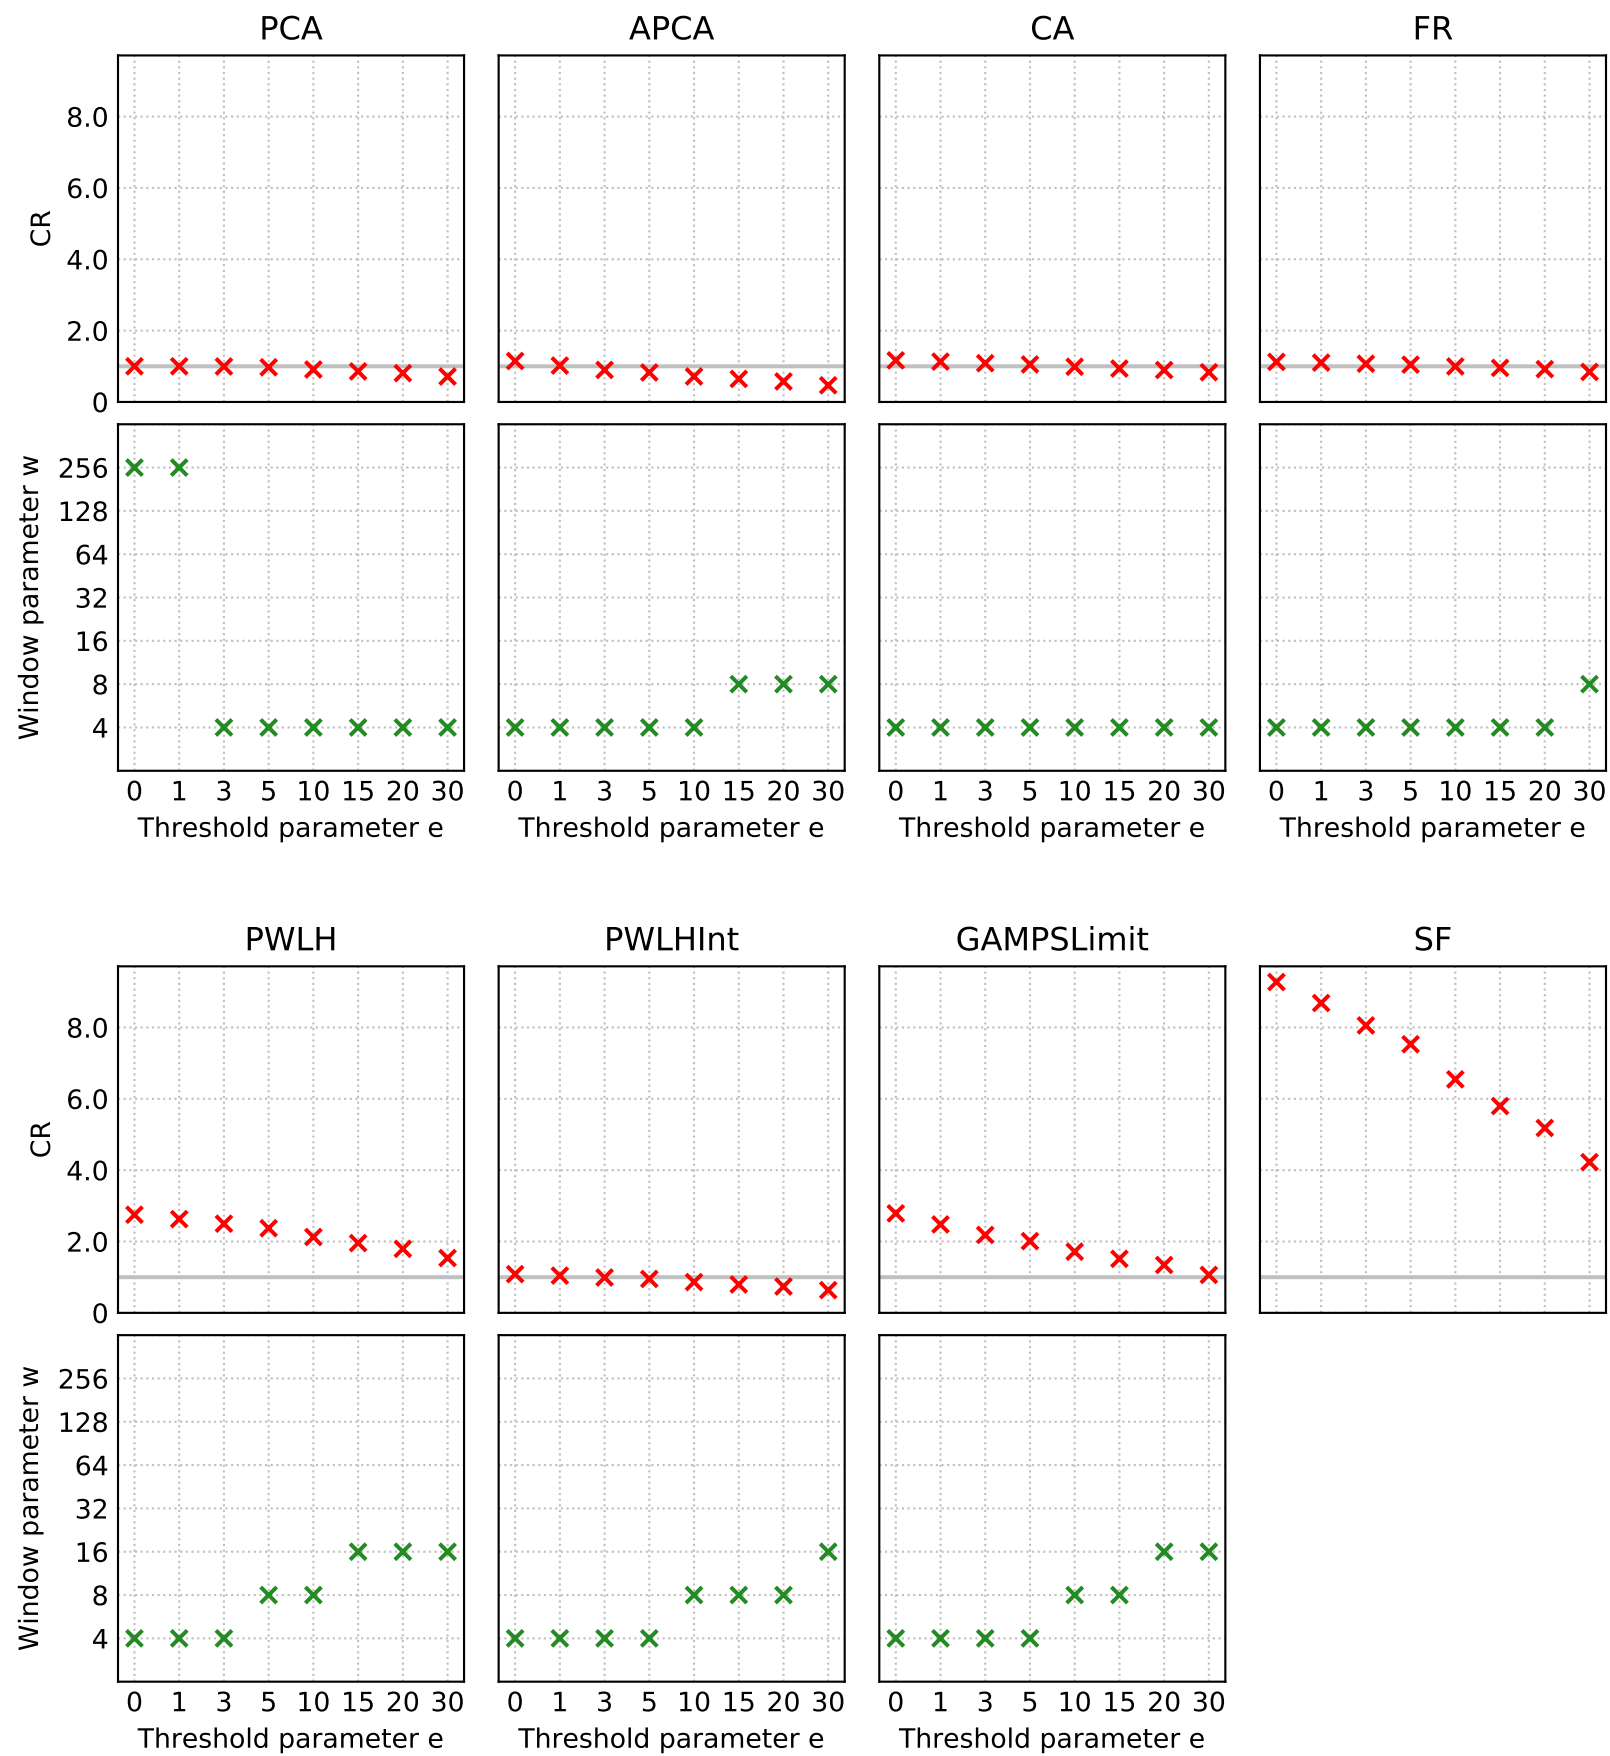 PCA APCA CA FR
CR
8.0
6.0
4.0
2.0
0
Window parameter w
256
128
64
32
16
8
4
0 1 3 5 10 15 20 30 0 1 3 5 10 15 20 30 0 1 3 5 10 15 20 30 0 1 3 5 10 15 20 30
Threshold parameter e Threshold parameter e Threshold parameter e Threshold parameter e
PWLH PWLHInt GAMPSLimit SF
CR
8.0
6.0
4.0
2.0
0
Window parameter w
256
128
64
32
16
8
4
0 1 3 5 10 15 20 30 0 1 3 5 10 15 20 30 0 1 3 5 10 15 20 30
Threshold parameter e Threshold parameter e Threshold parameter e